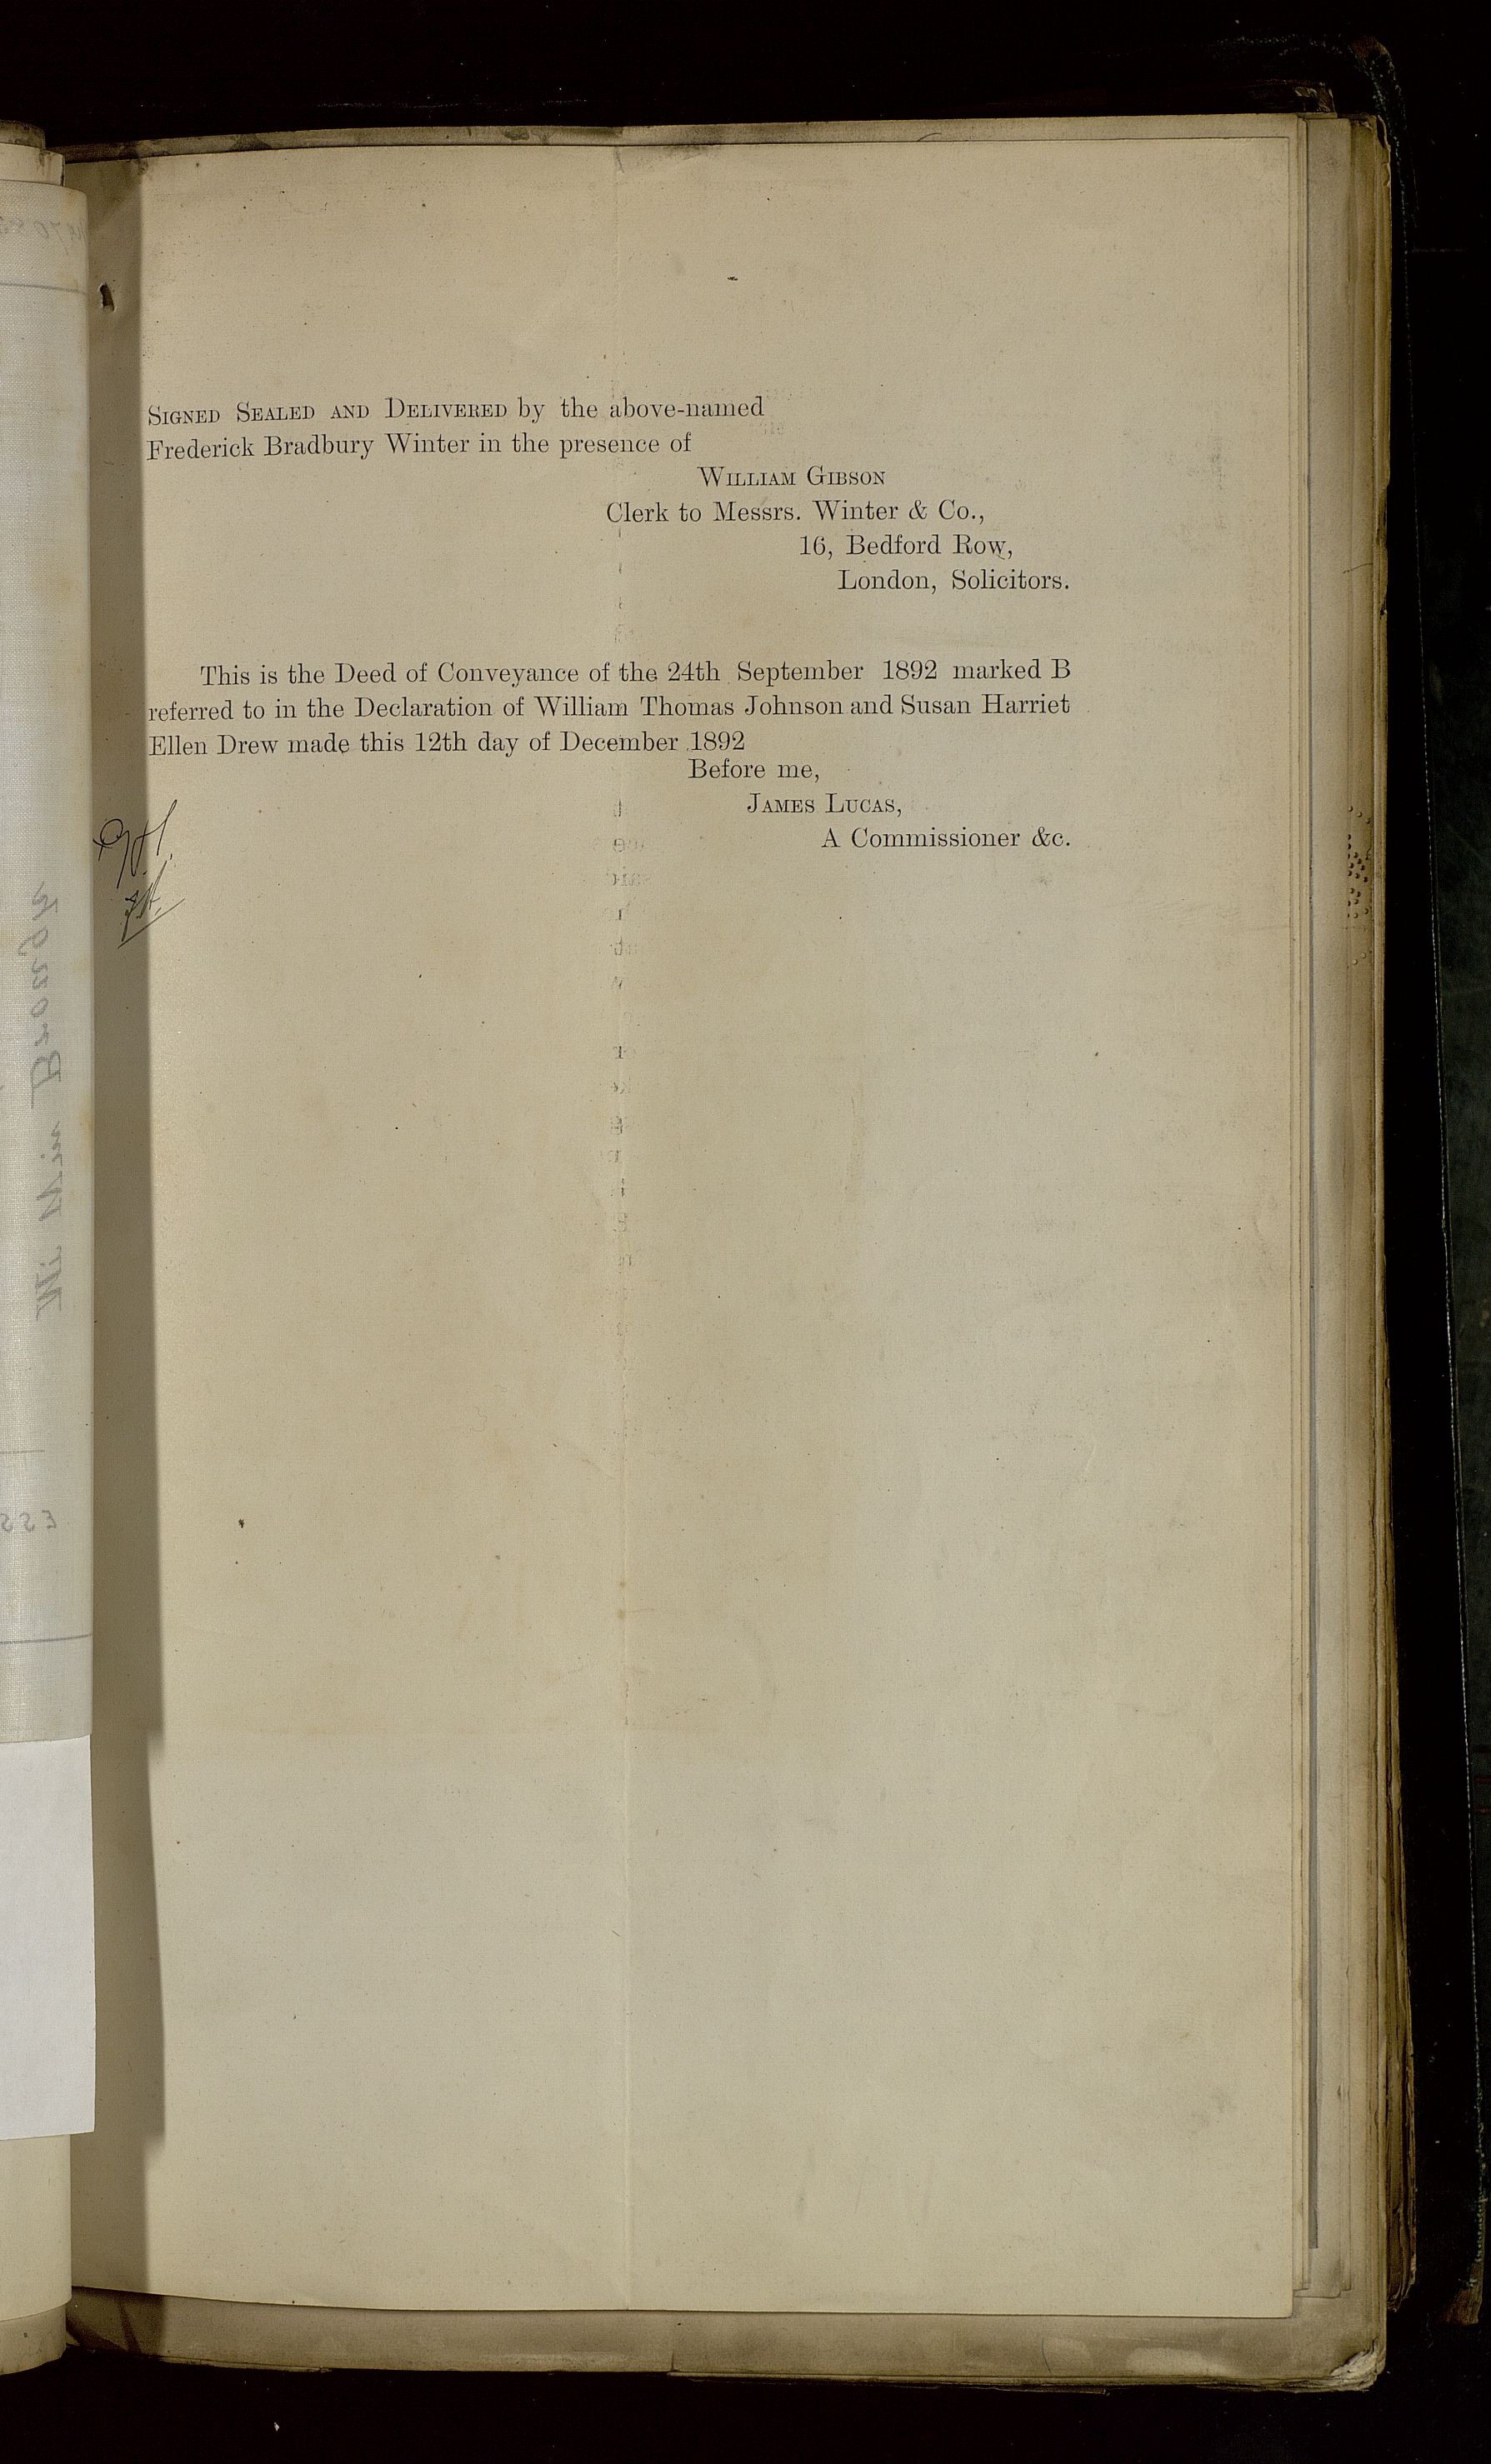 Signed Sealed and Delivered by the above-named
Frederick Bradbury Winter in the presence of
William Gibson
Clerk to Messrs. Winter & Co.,
16, Bedford Row,
London, Solicitors.
This is the Deed of Conveyance of the 24th September 1892 marked B
referred to in the Declaration of William Thomas Johnson and Susan Harriet
Ellen Drew made this 12th day of December 1892
Before me,
James Lucas,
A Commissioner &c.